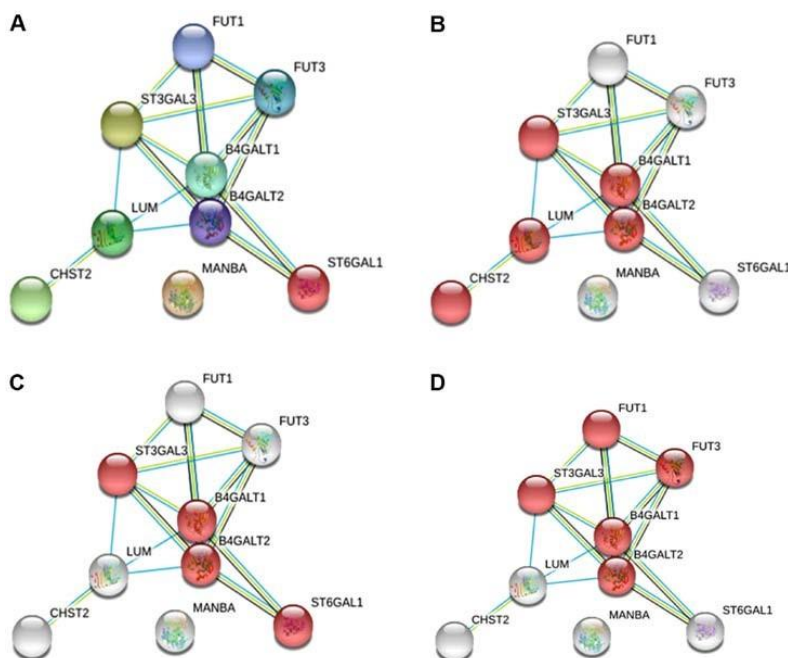 A
FUT1
FUT3
ST3GAL3
B4GALT1
B4GALT2
LUM
CHST2
MANBA
ST6GAL1
B
FUT1
FUT3
ST3GAL3
B4GALT1
B4GALT2
LUM
CHST2
MANBA
ST6GAL1
C
FUT1
FUT3
ST3GAL3
B4GALT1
B4GALT2
LUM
CHST2
MANBA
ST6GAL1
D
FUT1
FUT3
ST3GAL3
B4GALT1
B4GALT2
LUM
CHST2
MANBA
ST6GAL1